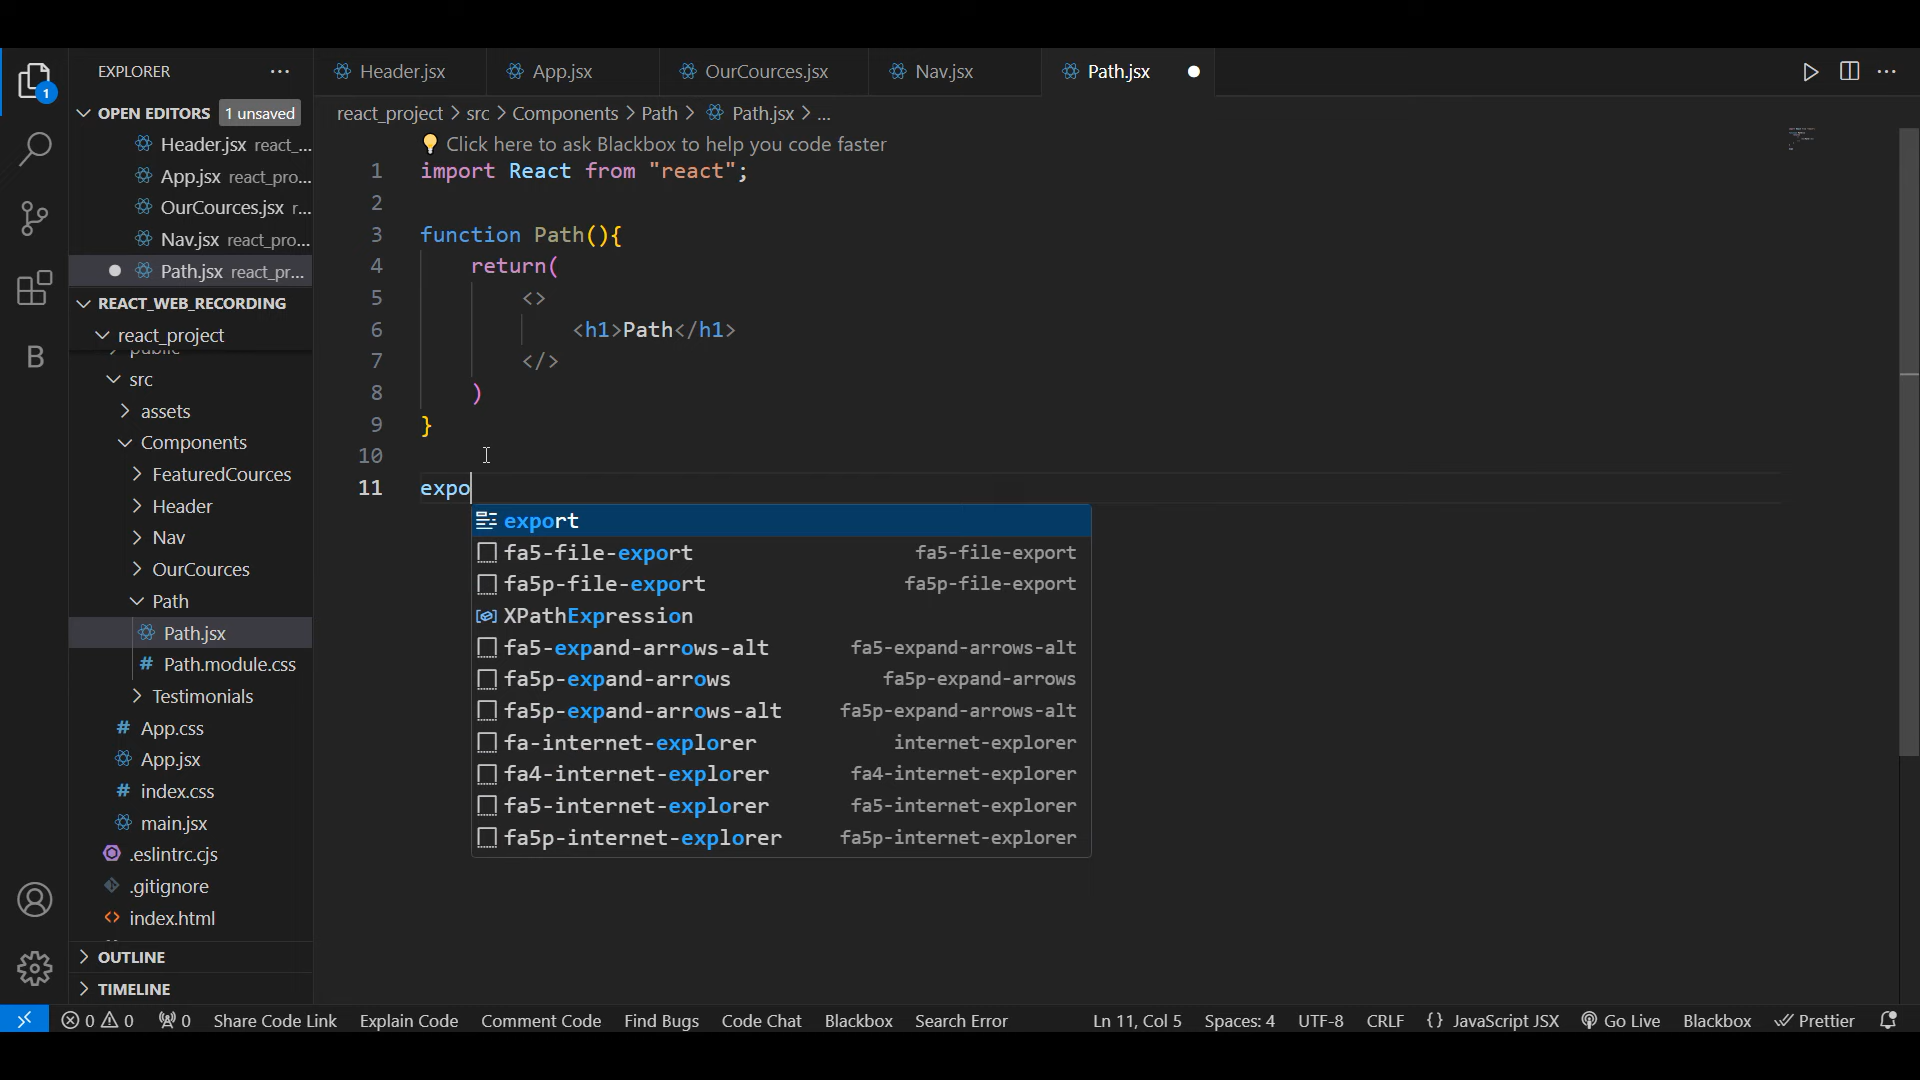 EXPLORER
Header.jsx
App.jsx
OurCources.jsx
Nav.jsx
Path.jsx
OPEN EDITORS 1 unsaved
Header.jsx react_...
App.jsx react_pro...
OurCources.jsx r...
Nav.jsx react_pro...
Path.jsx react_pr...
REACT_WEB_RECORDING
react_project
public
src
assets
Components
FeaturedCources
Header
Nav
OurCources
Path
Path.jsx
Path.module.css
Testimonials
App.css
App.jsx
index.css
main.jsx
.eslintrc.cjs
.gitignore
index.html
OUTLINE
TIMELINE
react_project > src > Components > Path > Path.jsx > ...
Click here to ask Blackbox to help you code faster
1 import React from "react";
2
3 function Path(){
4 return(
5 <>
6 <h1>Path</h1>
7 </>
8 )
9 }
10
11 expo
export
fa5-file-export fa5-file-export
fa5p-file-export fa5p-file-export
XPathExpression
fa5-expand-arrows-alt fa5-expand-arrows-alt
fa5p-expand-arrows fa5p-expand-arrows
fa5p-expand-arrows-alt fa5p-expand-arrows-alt
fa-internet-explorer internet-explorer
fa4-internet-explorer fa4-internet-explorer
fa5-internet-explorer fa5-internet-explorer
fa5p-internet-explorer fa5p-internet-explorer
1
B
0 0 0 Share Code Link Explain Code Comment Code Find Bugs Code Chat Blackbox Search Error Ln 11, Col 5 Spaces: 4 UTF-8 CRLF {} JavaScript JSX Go Live Blackbox Prettier